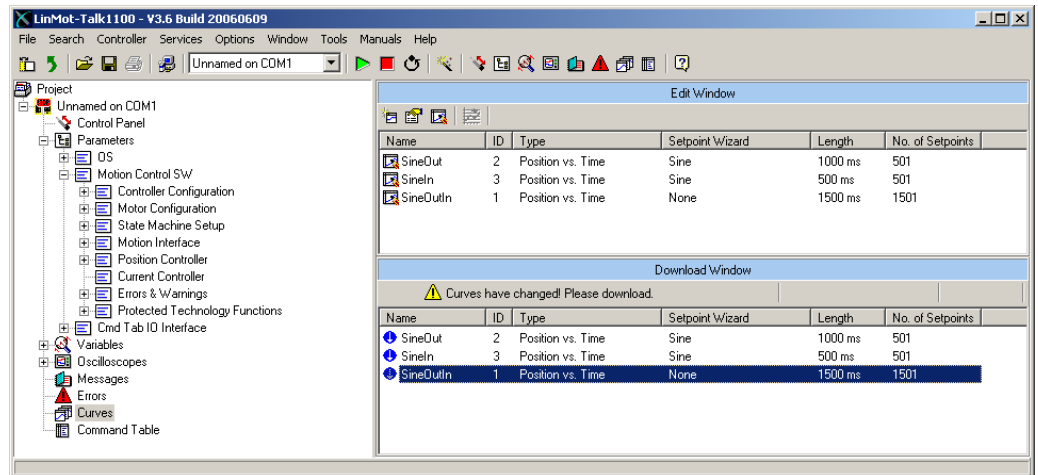 LinMot-Talk1100 - V3.6 Build 20060609
File Search Controller Services Options Window Tools Manuals Help
Unnamed on COM1
Project
Unnamed on COM1
Control Panel
Parameters
OS
Motion Control SW
Controller Configuration
Motor Configuration
State Machine Setup
Motion Interface
Position Controller
Current Controller
Errors & Warnings
Protected Technology Functions
Cmd Tab IO Interface
Variables
Oscilloscopes
Messages
Errors
Curves
Command Table
Edit Window
Name ID Type Setpoint Wizard Length No. of Setpoints
SineOut 2 Position vs. Time Sine 1000 ms 501
SineIn 3 Position vs. Time Sine 500 ms 501
SineOutIn 1 Position vs. Time None 1500 ms 1501
Download Window
Curves have changed! Please download.
Name ID Type Setpoint Wizard Length No. of Setpoints
SineOut 2 Position vs. Time Sine 1000 ms 501
SineIn 3 Position vs. Time Sine 500 ms 501
SineOutIn 1 Position vs. Time None 1500 ms 1501